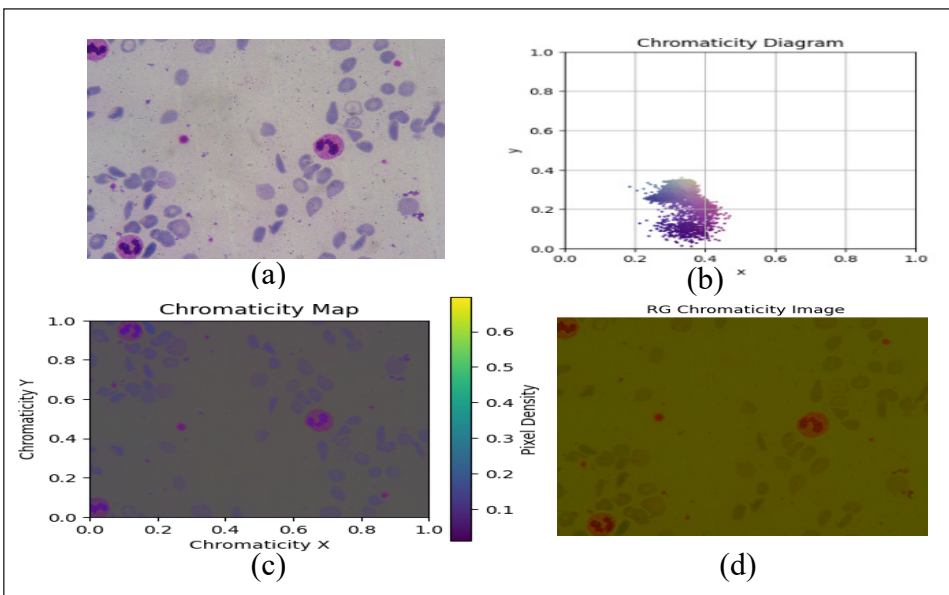 Chromaticity Diagram
1.0
0.8
0.6
0.4
0.2
0.0
y
0.0 0.2 0.4 0.6 0.8 1.0
x
(a)
(b)
Chromaticity Map
1.0
0.8
0.6
0.4
0.2
0.0
Chromaticity Y
0.0 0.2 0.4 0.6 0.8 1.0
Chromaticity X
0.6
0.5
0.4
0.3
0.2
0.1
Pixel Density
RG Chromaticity Image
(c)
(d)